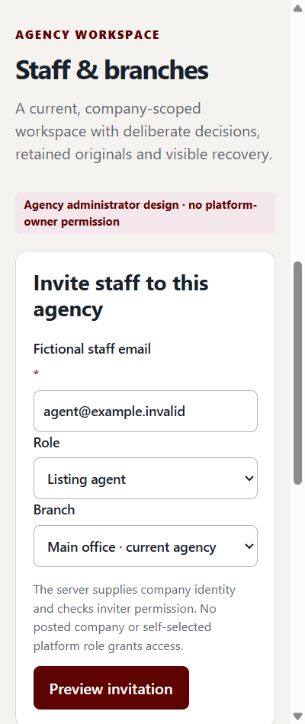 AGENCY WORKSPACE
Staff & branches
A current, company-scoped
workspace with deliberate decisions,
retained originals and visible recovery.
Agency administrator design · no platform-
owner permission
Invite staff to this
agency
Fictional staff email
*
agent@example.invalid
Role
Listing agent
Branch
Main office · current agency
The server supplies company identity
and checks inviter permission. No
posted company or self-selected
platform role grants access.
Preview invitation